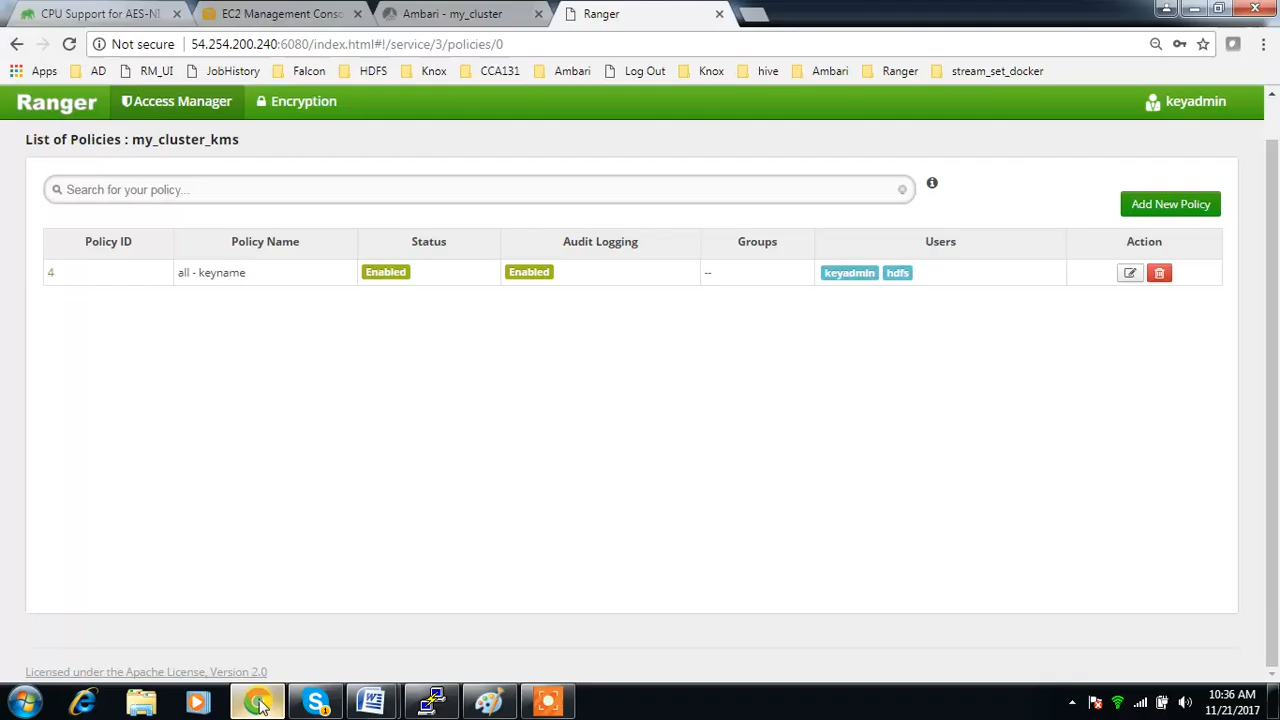 CPU Support for AES-NI
EC2 Management Conso
Ambari - my_cluster
Ranger
Not secure
54.254.200.240:6080/index.html#!/service/3/policies/0
Apps
AD
RM_UI
JobHistory
Falcon
HDFS
Knox
CCA131
Ambari
Log Out
Knox
hive
Ambari
Ranger
stream_set_docker
Ranger
Access Manager
Encryption
keyadmin
List of Policies : my_cluster_kms
Search for your policy...
Add New Policy
Policy ID
Policy Name
Status
Audit Logging
Groups
Users
Action
4
all - keyname
Enabled
Enabled
--
keyadmin
hdfs
Licensed under the Apache License, Version 2.0
10:36 AM
11/21/2017